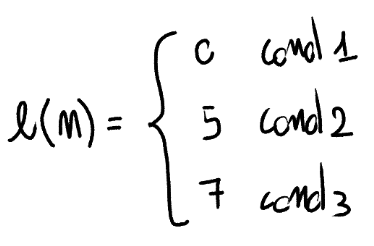 l(n) = { c cond 1
5 cond 2
7 cond 3